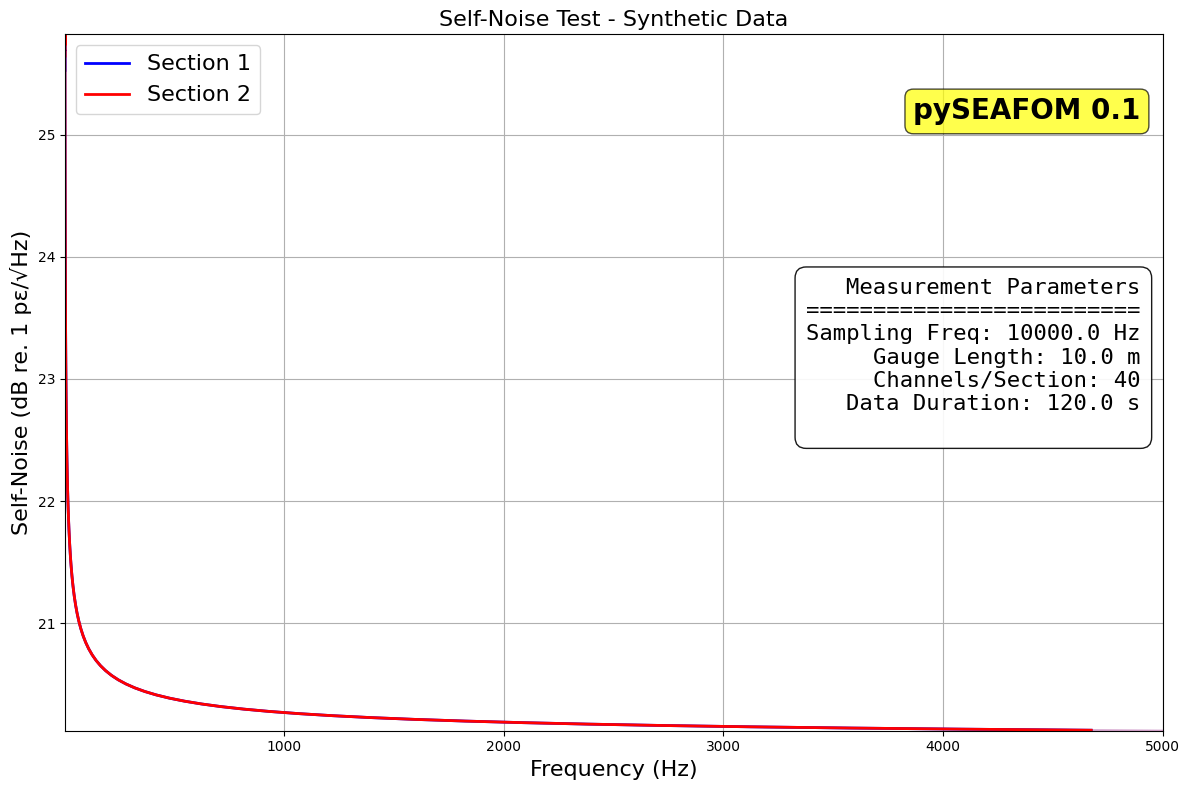 Self-Noise Test - Synthetic Data
Section 1
Section 2
pySEAFOM 0.1
Measurement Parameters
=========================
Sampling Freq: 10000.0 Hz
Gauge Length: 10.0 m
Channels/Section: 40
Data Duration: 120.0 s
Self-Noise (dB re. 1 pε/√Hz)
25
24
23
22
21
1000
2000
3000
4000
5000
Frequency (Hz)